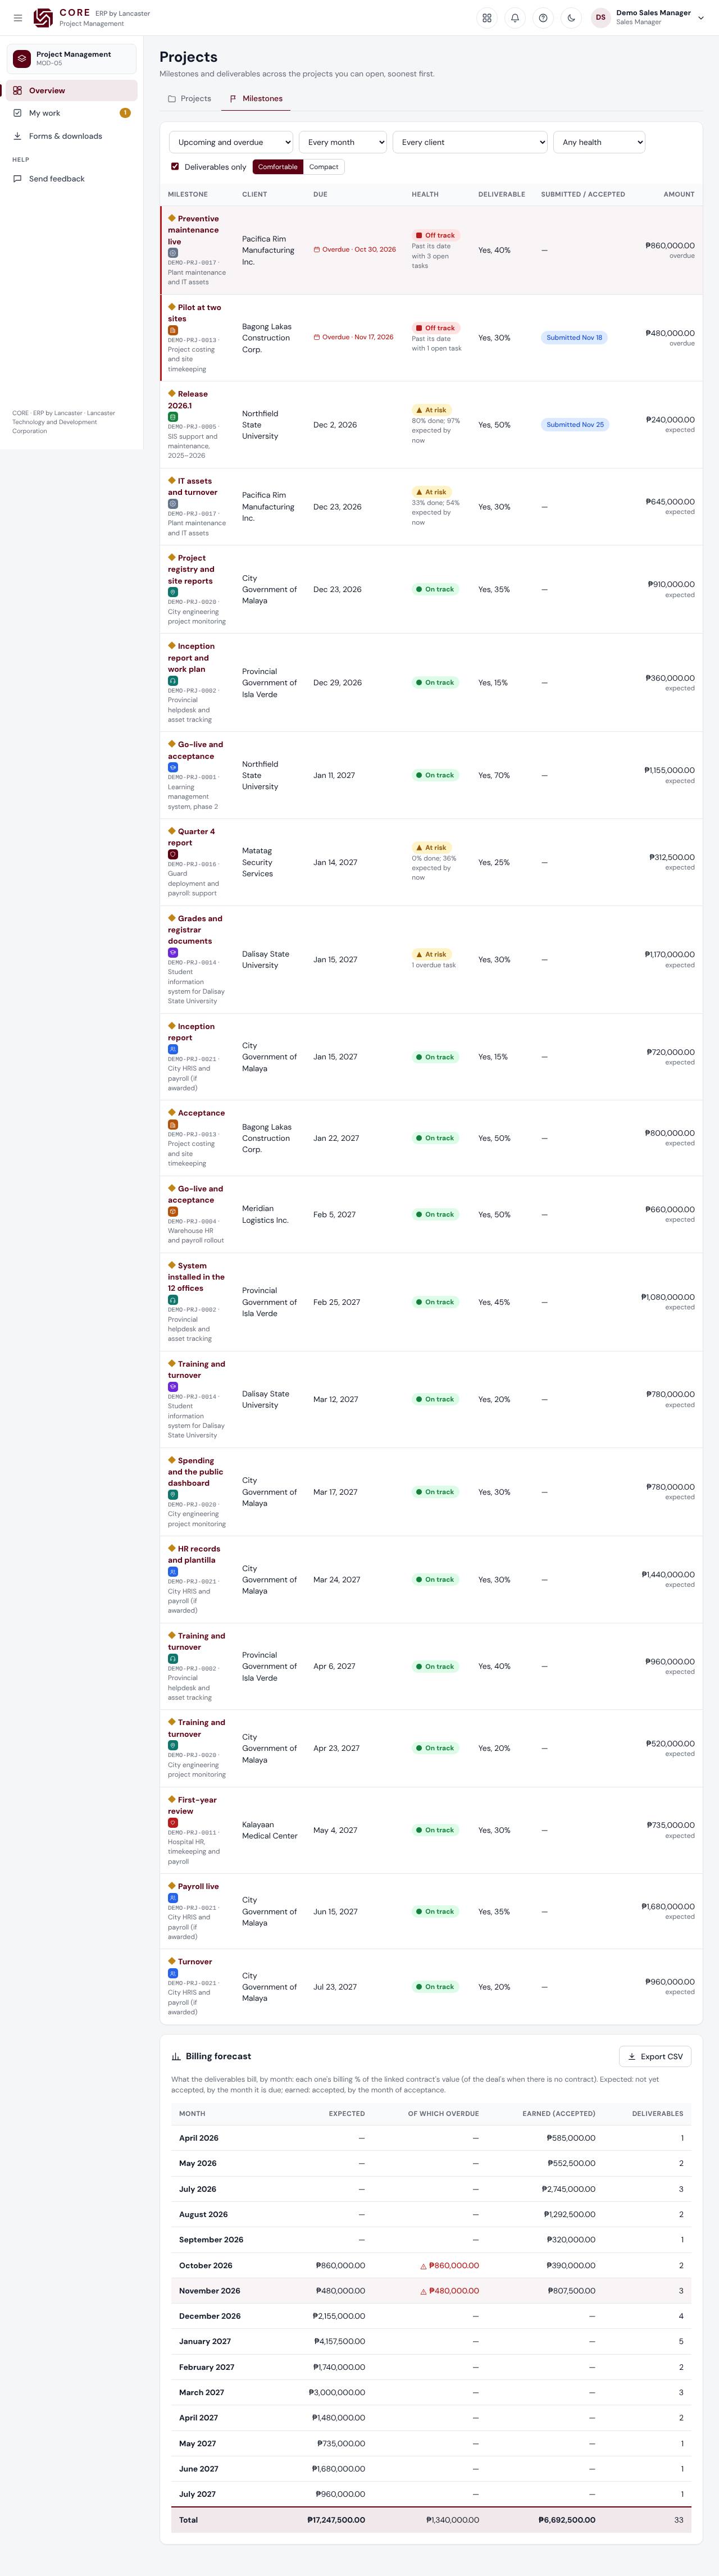 CORE ERP by Lancaster
Project Management
DS
Demo Sales Manager
Sales Manager
Project Management
MOD-05
Overview
My work 1
Forms & downloads
HELP
Send feedback
CORE · ERP by Lancaster · Lancaster
Technology and Development
Corporation
Projects
Milestones and deliverables across the projects you can open, soonest first.
Projects
Milestones
Upcoming and overdue
Every month
Every client
Any health
Deliverables only
Comfortable
Compact
MILESTONE CLIENT DUE HEALTH DELIVERABLE SUBMITTED / ACCEPTED AMOUNT
Preventive
maintenance
live
DEMO-PRJ-0017 ·
Plant maintenance
and IT assets
Pacifica Rim
Manufacturing
Inc.
Overdue · Oct 30, 2026
Off track
Past its date
with 3 open
tasks
Yes, 40%
—
₱860,000.00
overdue
Pilot at two
sites
DEMO-PRJ-0013 ·
Project costing
and site
timekeeping
Bagong Lakas
Construction
Corp.
Overdue · Nov 17, 2026
Off track
Past its date
with 1 open task
Yes, 30%
Submitted Nov 18
₱480,000.00
overdue
Release
2026.1
DEMO-PRJ-0005 ·
SIS support and
maintenance,
2025–2026
Northfield
State
University
Dec 2, 2026
At risk
80% done; 97%
expected by
now
Yes, 50%
Submitted Nov 25
₱240,000.00
expected
IT assets
and turnover
DEMO-PRJ-0017 ·
Plant maintenance
and IT assets
Pacifica Rim
Manufacturing
Inc.
Dec 23, 2026
At risk
33% done; 54%
expected by
now
Yes, 30%
—
₱645,000.00
expected
Project
registry and
site reports
DEMO-PRJ-0020 ·
City engineering
project monitoring
City
Government of
Malaya
Dec 23, 2026
On track
Yes, 35%
—
₱910,000.00
expected
Inception
report and
work plan
DEMO-PRJ-0002 ·
Provincial
helpdesk and
asset tracking
Provincial
Government of
Isla Verde
Dec 29, 2026
On track
Yes, 15%
—
₱360,000.00
expected
Go-live and
acceptance
DEMO-PRJ-0001 ·
Learning
management
system, phase 2
Northfield
State
University
Jan 11, 2027
On track
Yes, 70%
—
₱1,155,000.00
expected
Quarter 4
report
DEMO-PRJ-0016 ·
Guard
deployment and
payroll: support
Matatag
Security
Services
Jan 14, 2027
At risk
0% done; 36%
expected by
now
Yes, 25%
—
₱312,500.00
expected
Grades and
registrar
documents
DEMO-PRJ-0014 ·
Student
information
system for Dalisay
State University
Dalisay State
University
Jan 15, 2027
At risk
1 overdue task
Yes, 30%
—
₱1,170,000.00
expected
Inception
report
DEMO-PRJ-0021 ·
City HRIS and
payroll (if
awarded)
City
Government of
Malaya
Jan 15, 2027
On track
Yes, 15%
—
₱720,000.00
expected
Acceptance
DEMO-PRJ-0013 ·
Project costing
and site
timekeeping
Bagong Lakas
Construction
Corp.
Jan 22, 2027
On track
Yes, 50%
—
₱800,000.00
expected
Go-live and
acceptance
DEMO-PRJ-0004 ·
Warehouse HR
and payroll rollout
Meridian
Logistics Inc.
Feb 5, 2027
On track
Yes, 50%
—
₱660,000.00
expected
System
installed in the
12 offices
DEMO-PRJ-0002 ·
Provincial
helpdesk and
asset tracking
Provincial
Government of
Isla Verde
Feb 25, 2027
On track
Yes, 45%
—
₱1,080,000.00
expected
Training and
turnover
DEMO-PRJ-0014 ·
Student
information
system for Dalisay
State University
Dalisay State
University
Mar 12, 2027
On track
Yes, 20%
—
₱780,000.00
expected
Spending
and the public
dashboard
DEMO-PRJ-0020 ·
City engineering
project monitoring
City
Government of
Malaya
Mar 17, 2027
On track
Yes, 30%
—
₱780,000.00
expected
HR records
and plantilla
DEMO-PRJ-0021 ·
City HRIS and
payroll (if
awarded)
City
Government of
Malaya
Mar 24, 2027
On track
Yes, 30%
—
₱1,440,000.00
expected
Training and
turnover
DEMO-PRJ-0002 ·
Provincial
helpdesk and
asset tracking
Provincial
Government of
Isla Verde
Apr 6, 2027
On track
Yes, 40%
—
₱960,000.00
expected
Training and
turnover
DEMO-PRJ-0020 ·
City engineering
project monitoring
City
Government of
Malaya
Apr 23, 2027
On track
Yes, 20%
—
₱520,000.00
expected
First-year
review
DEMO-PRJ-0011 ·
Hospital HR,
timekeeping and
payroll
Kalayaan
Medical Center
May 4, 2027
On track
Yes, 30%
—
₱735,000.00
expected
Payroll live
DEMO-PRJ-0021 ·
City HRIS and
payroll (if
awarded)
City
Government of
Malaya
Jun 15, 2027
On track
Yes, 35%
—
₱1,680,000.00
expected
Turnover
DEMO-PRJ-0021 ·
City HRIS and
payroll (if
awarded)
City
Government of
Malaya
Jul 23, 2027
On track
Yes, 20%
—
₱960,000.00
expected
Billing forecast
Export CSV
What the deliverables bill, by month: each one's billing % of the linked contract's value (of the deal's when there is no contract). Expected: not yet
accepted, by the month it is due; earned: accepted, by the month of acceptance.
MONTH EXPECTED OF WHICH OVERDUE EARNED (ACCEPTED) DELIVERABLES
April 2026 — — ₱585,000.00 1
May 2026 — — ₱552,500.00 2
July 2026 — — ₱2,745,000.00 3
August 2026 — — ₱1,292,500.00 2
September 2026 — — ₱320,000.00 1
October 2026 ₱860,000.00 ₱860,000.00 ₱390,000.00 2
November 2026 ₱480,000.00 ₱480,000.00 ₱807,500.00 3
December 2026 ₱2,155,000.00 — — 4
January 2027 ₱4,157,500.00 — — 5
February 2027 ₱1,740,000.00 — — 2
March 2027 ₱3,000,000.00 — — 3
April 2027 ₱1,480,000.00 — — 2
May 2027 ₱735,000.00 — — 1
June 2027 ₱1,680,000.00 — — 1
July 2027 ₱960,000.00 — — 1
Total ₱17,247,500.00 ₱1,340,000.00 ₱6,692,500.00 33